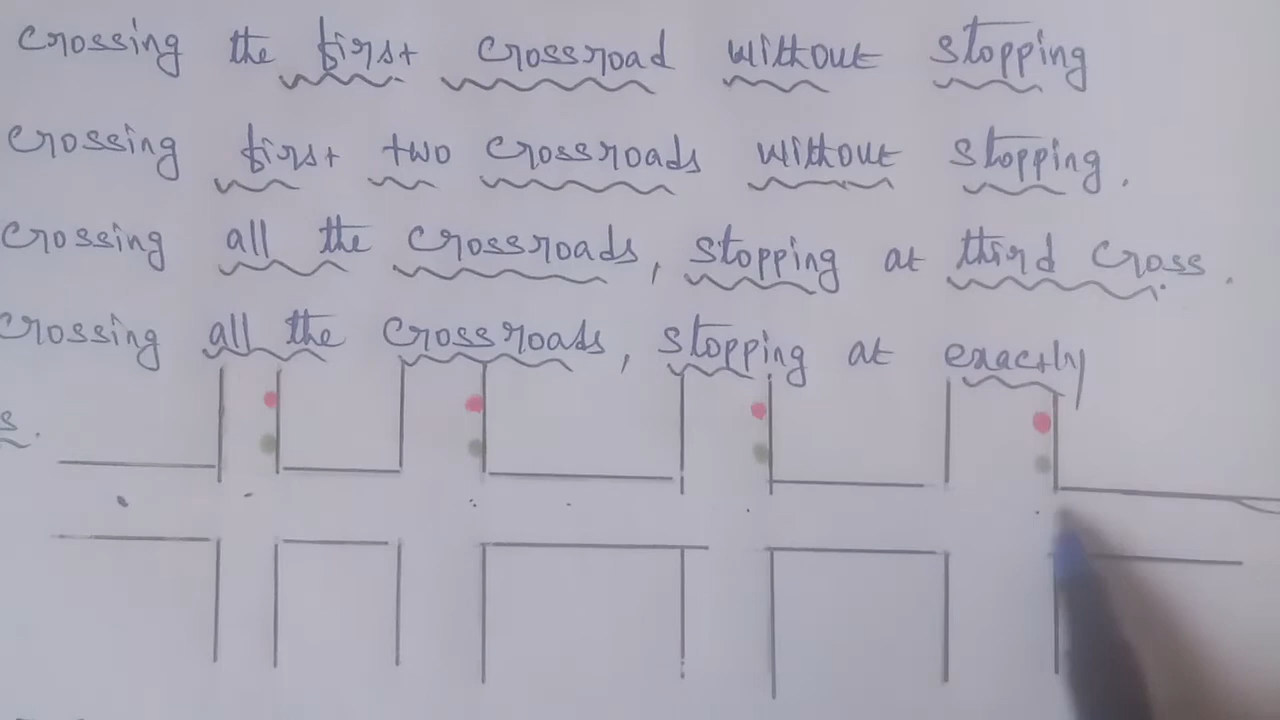 crossing the first crossroad without stopping
crossing first two crossroads without stopping.
crossing all the crossroads, stopping at third cross.
crossing all the crossroads, stopping at exactly
s.